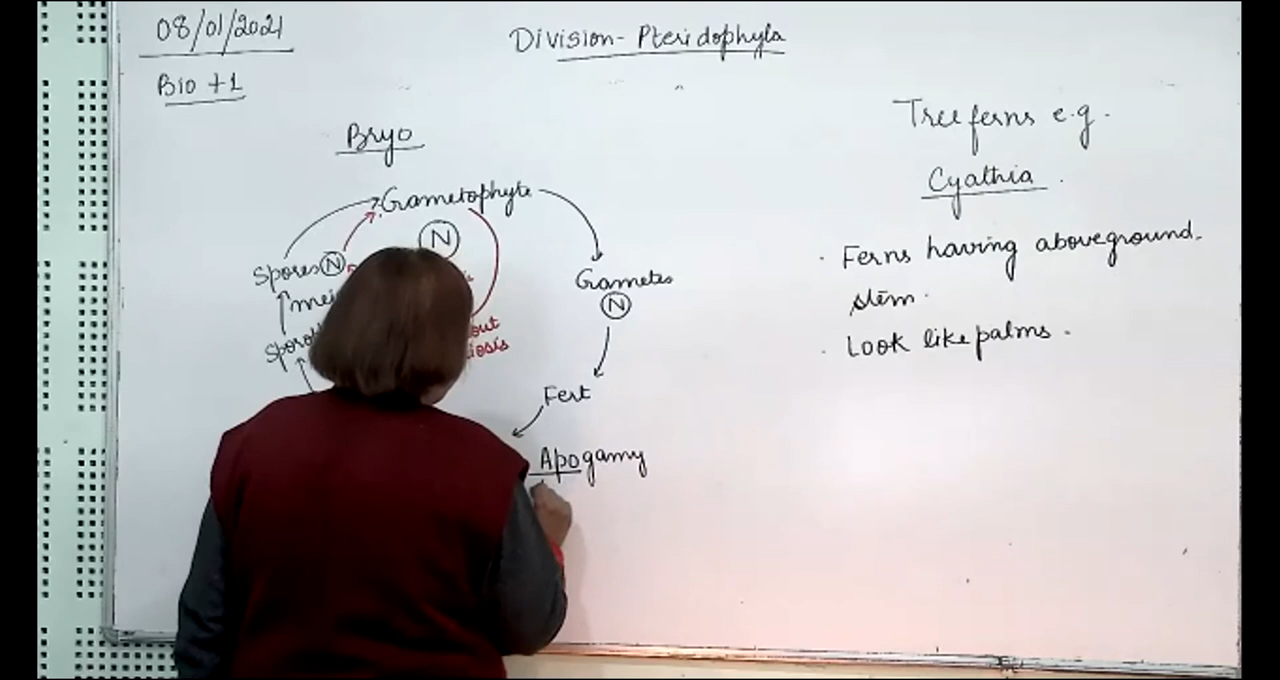 08/01/2021
Bio +1
Division- Pteridophyla
Bryo
Gametophyte
N
Spores N
Gametes
N
Fert
Apogamy
Tree ferns e.g.
Cyathia.
· Ferns having aboveground.
stem.
· Look like palms.